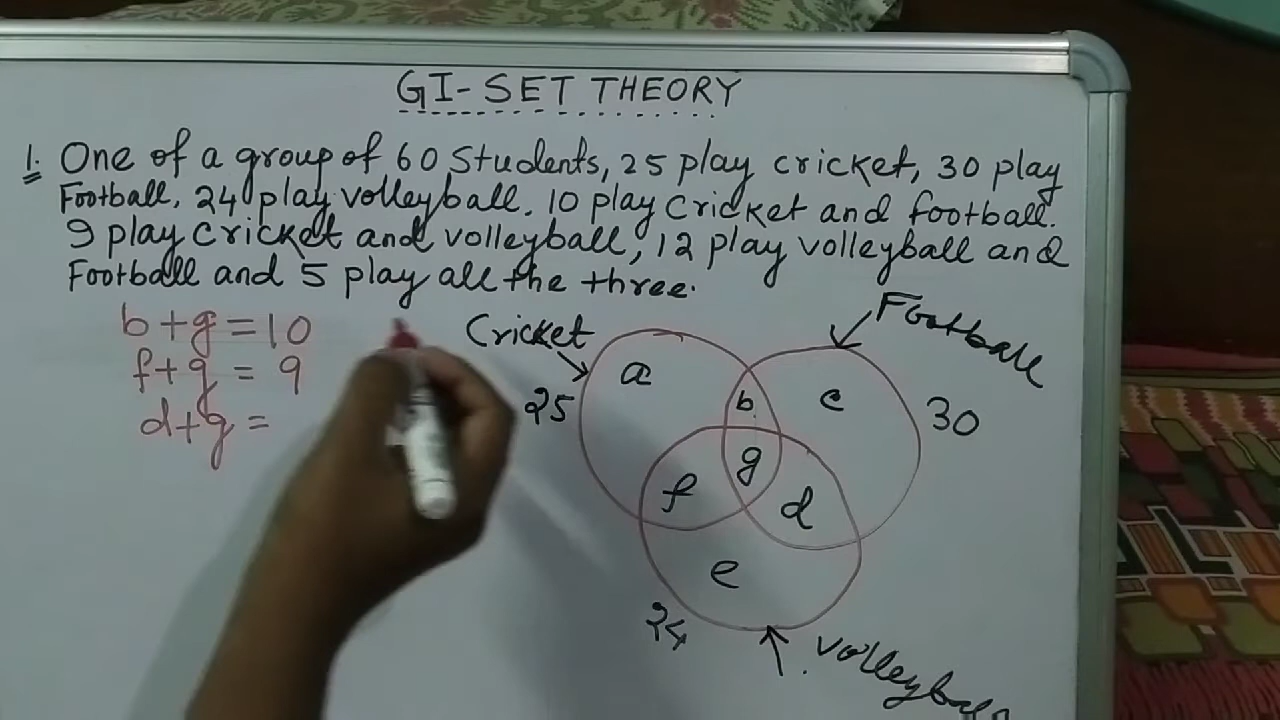 GI-SET THEORY
1. One of a group of 60 Students, 25 play cricket, 30 play
Football, 24 play volleyball. 10 play cricket and football.
9 play cricket and volleyball, 12 play volleyball and
Football and 5 play all the three.
b+g=10
f+g = 9
d+g =
Cricket
Football
25
30
24
volleyball
a
b
c
g
f
d
e